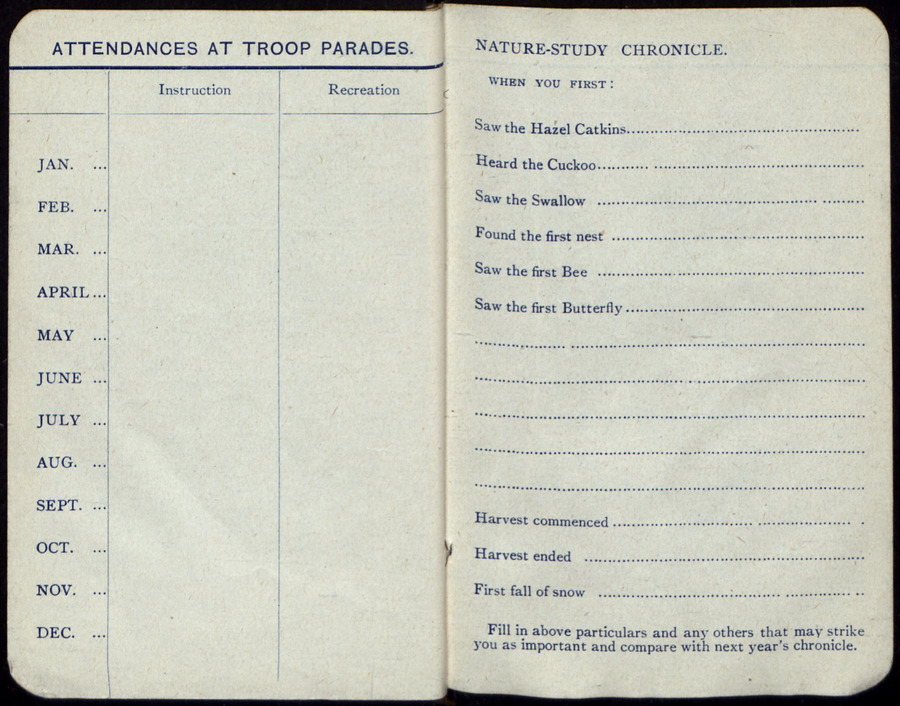 ATTENDANCES AT TROOP PARADES.
Instruction Recreation
JAN. ...
FEB. ...
MAR. ...
APRIL ...
MAY ...
JUNE ...
JULY ...
AUG. ...
SEPT. ...
OCT. ...
NOV. ...
DEC. ...
NATURE-STUDY CHRONICLE.
WHEN YOU FIRST:
Saw the Hazel Catkins
Heard the Cuckoo
Saw the Swallow
Found the first nest
Saw the first Bee
Saw the first Butterfly
Harvest commenced
Harvest ended
First fall of snow
Fill in above particulars and any others that may strike
you as important and compare with next year's chronicle.